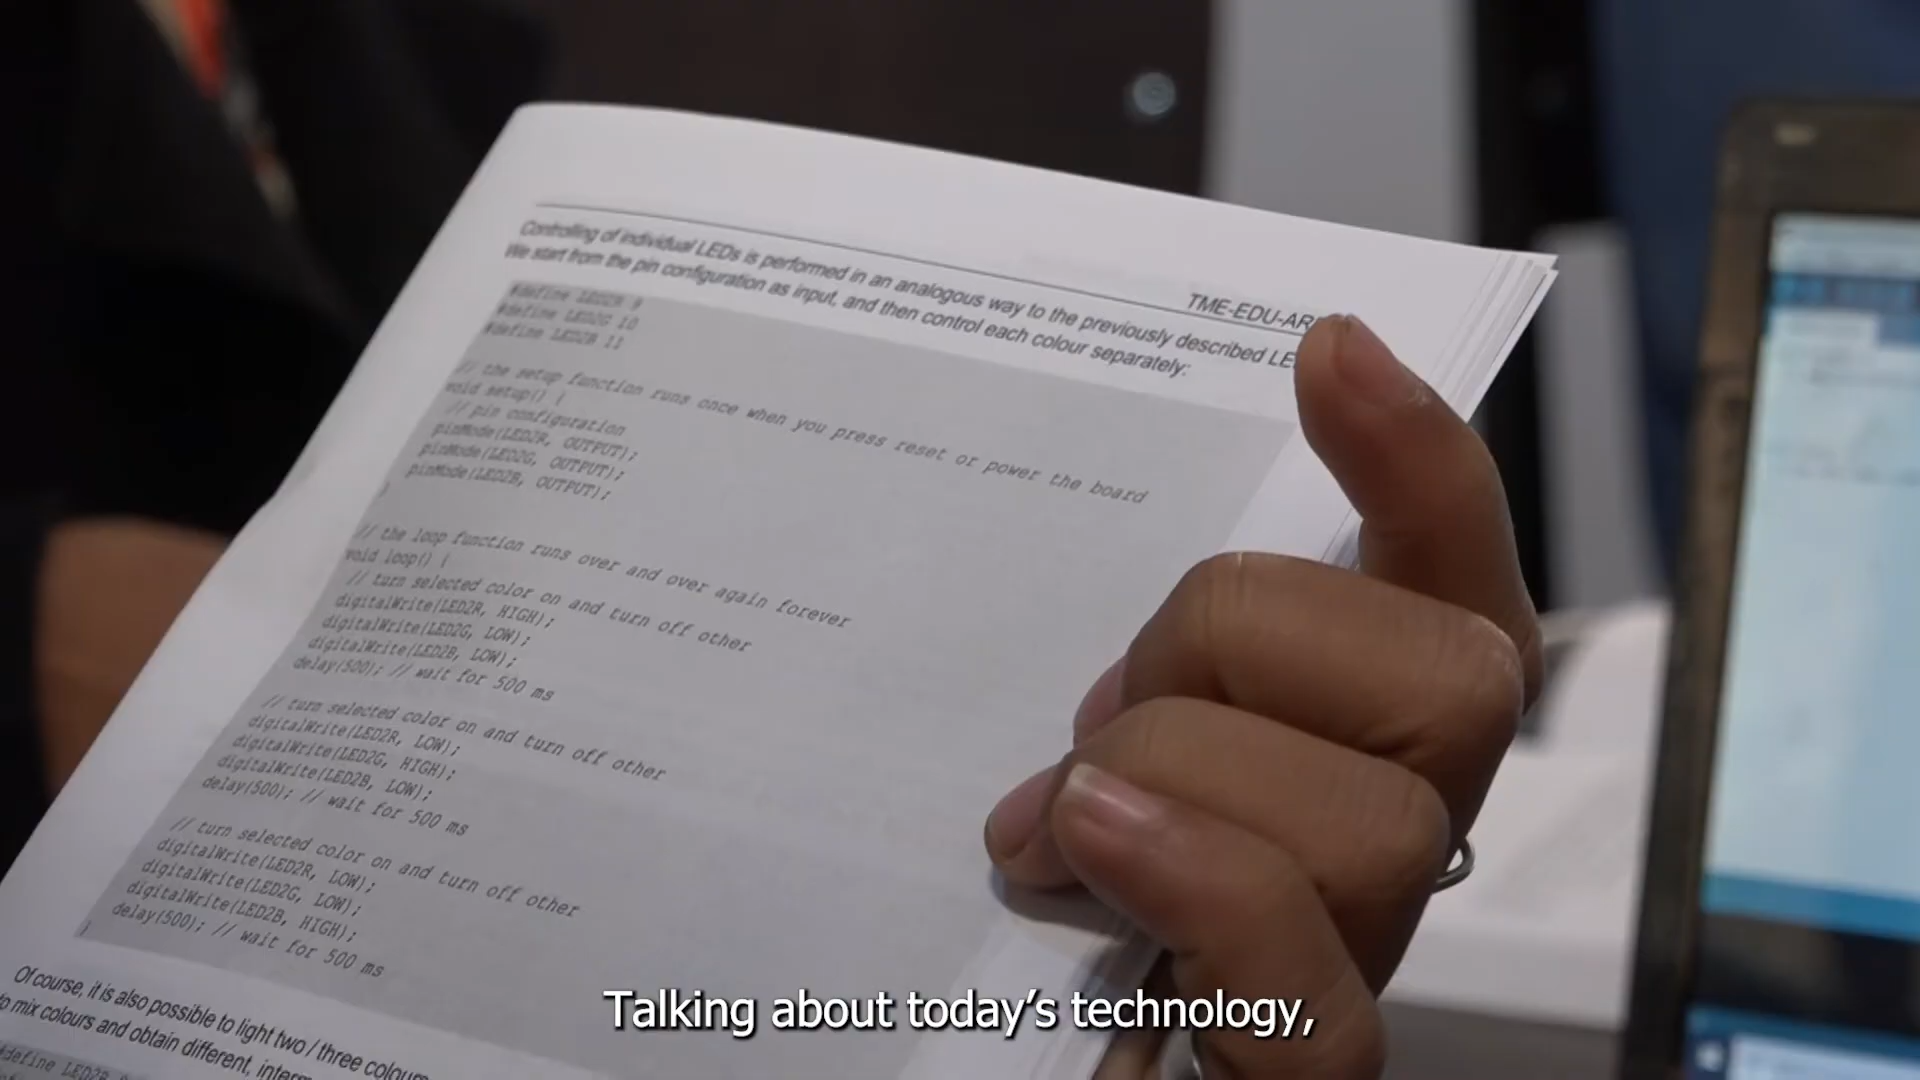 TME-EDU-AR
Controlling of individual LEDs is performed in an analogous way to the previously described LE
We start from the pin configuration as input, and then control each colour separately:
#define LED2R 9
#define LED2G 10
#define LED2B 11
// the setup function runs once when you press reset or power the board
void setup() {
// pin configuration
pinMode(LED2R, OUTPUT);
pinMode(LED2G, OUTPUT);
pinMode(LED2B, OUTPUT);
}
// the loop function runs over and over again forever
void loop() {
// turn selected color on and turn off other
digitalWrite(LED2R, HIGH);
digitalWrite(LED2G, LOW);
digitalWrite(LED2B, LOW);
delay(500); // wait for 500 ms
// turn selected color on and turn off other
digitalWrite(LED2R, LOW);
digitalWrite(LED2G, HIGH);
digitalWrite(LED2B, LOW);
delay(500); // wait for 500 ms
// turn selected color on and turn off other
digitalWrite(LED2R, LOW);
digitalWrite(LED2G, LOW);
digitalWrite(LED2B, HIGH);
delay(500); // wait for 500 ms
}
Of course, it is also possible to light two / three colours
to mix colours and obtain different, interm
#define LED2R
Talking about today's technology,